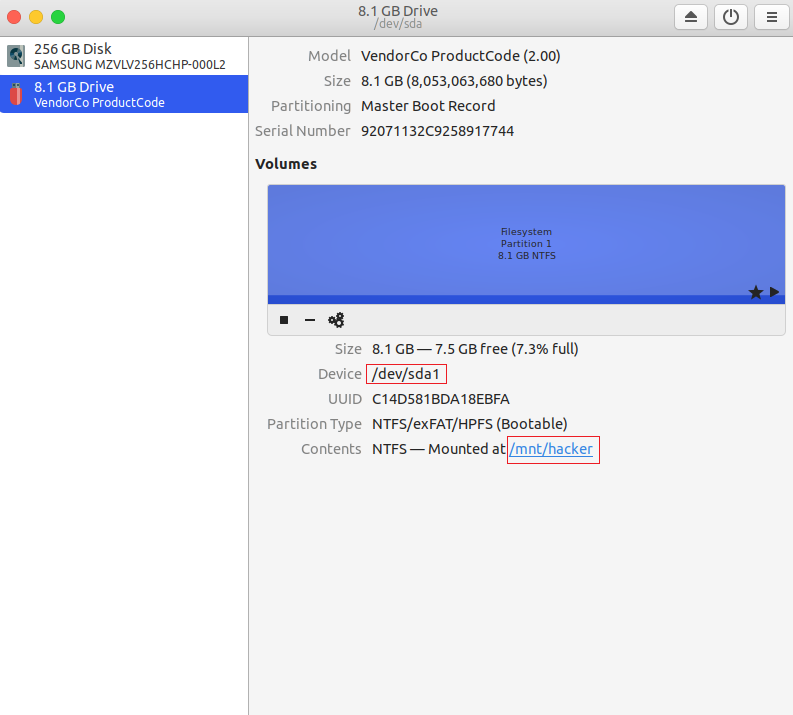 8.1 GB Drive
/dev/sda
256 GB Disk
SAMSUNG MZVLV256HCHP-000L2
8.1 GB Drive
VendorCo ProductCode
Model VendorCo ProductCode (2.00)
Size 8.1 GB (8,053,063,680 bytes)
Partitioning Master Boot Record
Serial Number 92071132C9258917744
Volumes
Filesystem
Partition 1
8.1 GB NTFS
Size 8.1 GB — 7.5 GB free (7.3% full)
Device /dev/sda1
UUID C14D581BDA18EBFA
Partition Type NTFS/exFAT/HPFS (Bootable)
Contents NTFS — Mounted at /mnt/hacker